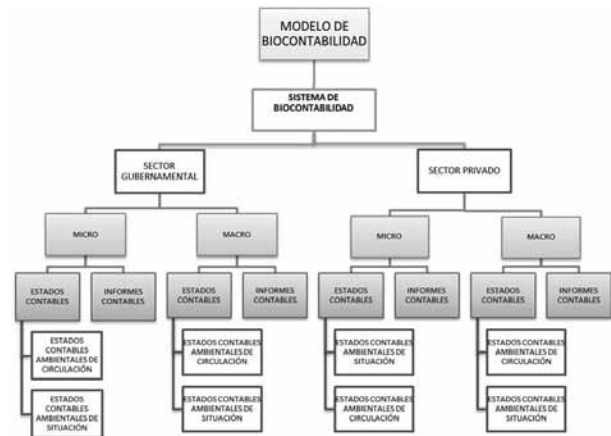 MODELO DE
BIOCONTABILIDAD
SISTEMA DE
BIOCONTABILIDAD
SECTOR
GUBERNAMENTAL
SECTOR PRIVADO
MICRO
MACRO
MICRO
MACRO
ESTADOS
CONTABLES
INFORMES
CONTABLES
ESTADOS
CONTABLES
INFORMES
CONTABLES
ESTADOS
CONTABLES
INFORMES
CONTABLES
ESTADOS
CONTABLES
INFORMES
CONTABLES
ESTADOS
CONTABLES
AMBIENTALES DE
CIRCULACIÓN
ESTADOS
CONTABLES
AMBIENTALES DE
SITUACIÓN
ESTADOS CONTABLES
AMBIENTALES DE
CIRCULACIÓN
ESTADOS CONTABLES
AMBIENTALES DE
SITUACIÓN
ESTADOS CONTABLES
AMBIENTALES DE
SITUACIÓN
ESTADOS CONTABLES
AMBIENTALES DE
CIRCULACIÓN
ESTADOS CONTABLES
AMBIENTALES DE
CIRCULACIÓN
ESTADOS CONTABLES
AMBIENTALES DE
SITUACIÓN